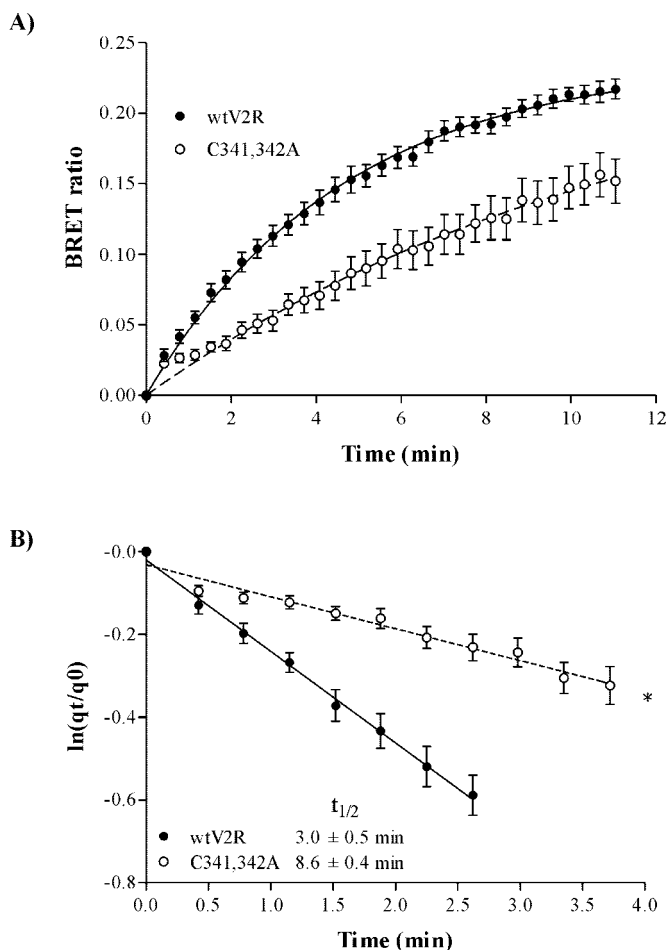 A)
0.25
0.20
0.15
0.10
0.05
0.00
BRET ratio
wtV2R
C341,342A
0 2 4 6 8 10 12
Time (min)
B)
-0.0
-0.2
-0.4
-0.6
-0.8
ln(qt/q0)
*
t1/2
wtV2R 3.0 ± 0.5 min
C341,342A 8.6 ± 0.4 min
0.0 0.5 1.0 1.5 2.0 2.5 3.0 3.5 4.0
Time (min)